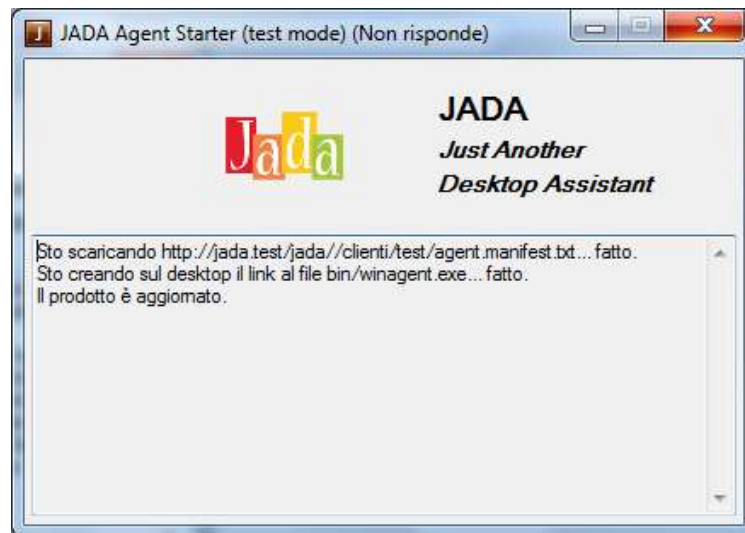 JADA Agent Starter (test mode) (Non risponde)
Jada
JADA
Just Another
Desktop Assistant
Sto scaricando http://jada.test/jada//clienti/test/agent.manifest.txt... fatto.
Sto creando sul desktop il link al file bin/winagent.exe... fatto.
Il prodotto è aggiornato.